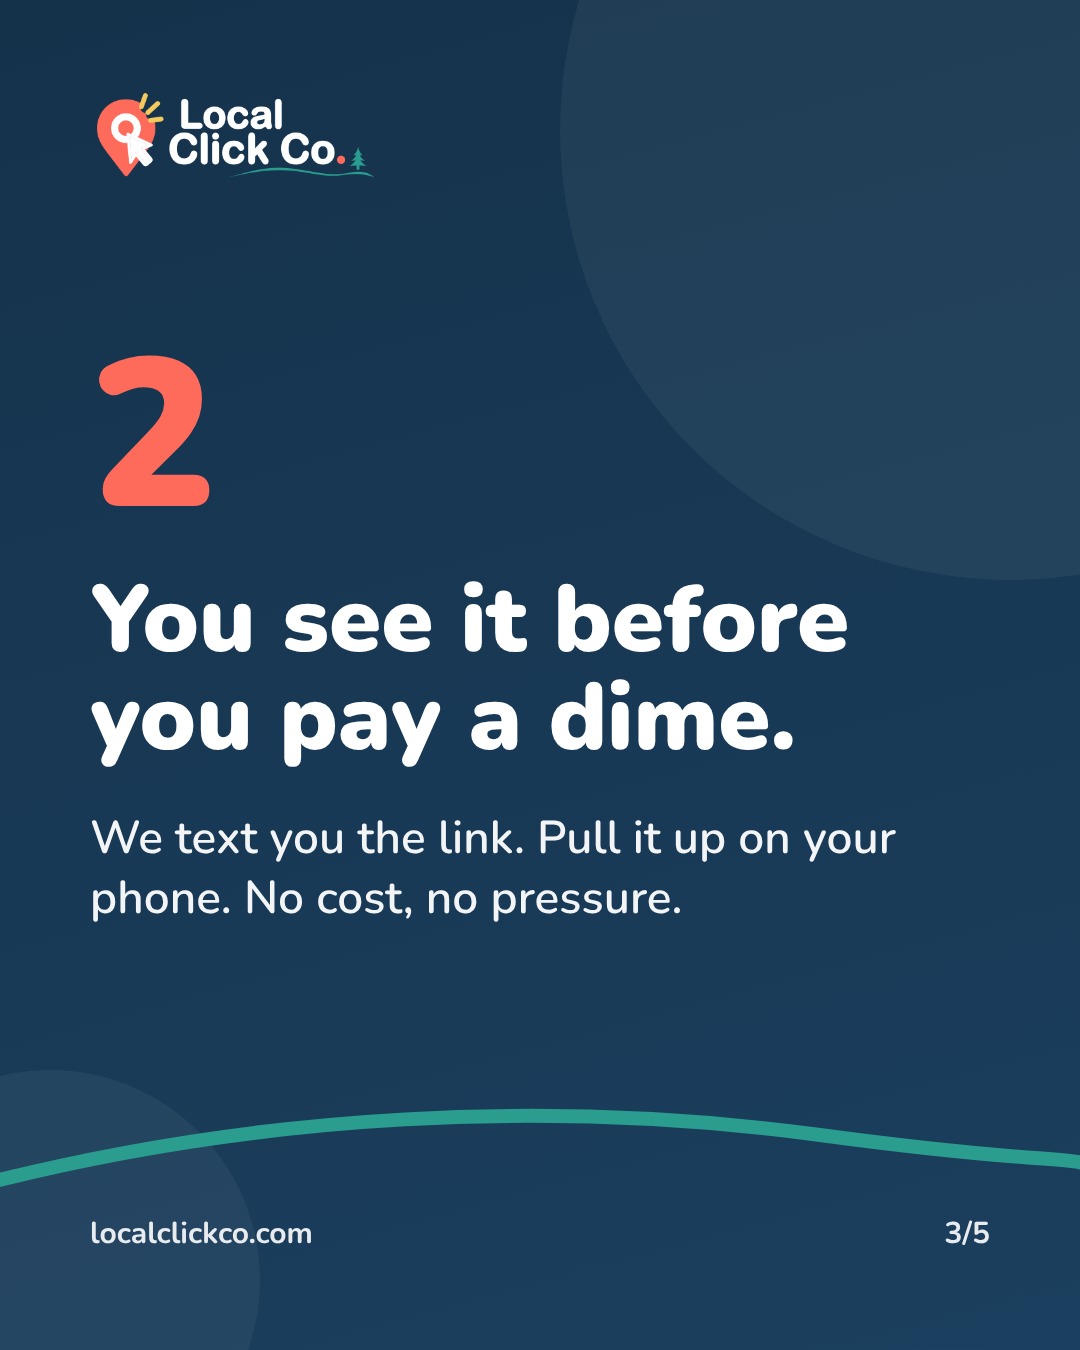 Local
Click Co.
2
You see it before
you pay a dime.
We text you the link. Pull it up on your
phone. No cost, no pressure.
localclickco.com
3/5